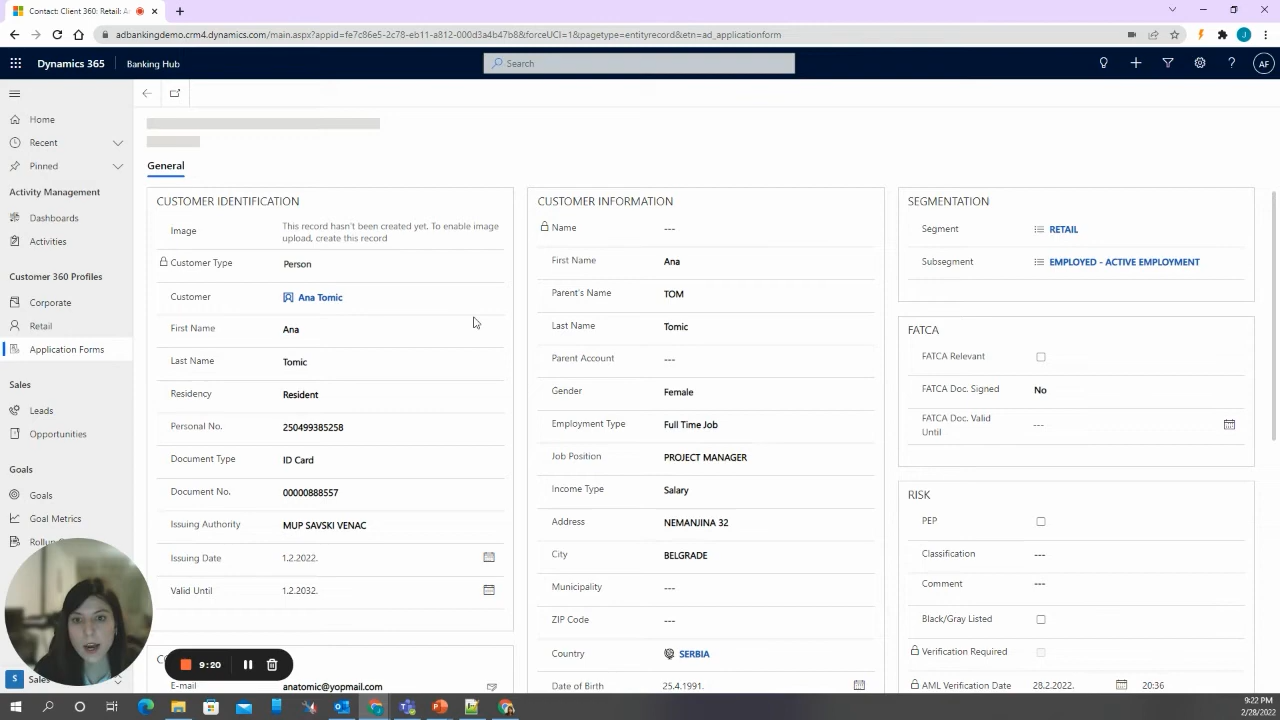 Contact: Client 360: Retail: A
adbankingdemo.crm4.dynamics.com/main.aspx?appid=fe7c86e5-2c78-eb11-a812-000d3a4b47b8&forceUCI=1&pagetype=entityrecord&etn=ad_applicationform
J
Dynamics 365
Banking Hub
Search
AF
Home
Recent
Pinned
Activity Management
Dashboards
Activities
Customer 360 Profiles
Corporate
Retail
Application Forms
Sales
Leads
Opportunities
Goals
Goals
Goal Metrics
S
Sales
General
CUSTOMER IDENTIFICATION
Image
This record hasn't been created yet. To enable image
upload, create this record
Customer Type Person
Customer Ana Tomic
First Name Ana
Last Name Tomic
Residency Resident
Personal No. 250499385258
Document Type ID Card
Document No. 00000888557
Issuing Authority MUP SAVSKI VENAC
Issuing Date 1.2.2022.
Valid Until 1.2.2032.
E-mail anatomic@yopmail.com
9:20
CUSTOMER INFORMATION
Name ---
First Name Ana
Parent's Name TOM
Last Name Tomic
Parent Account ---
Gender Female
Employment Type Full Time Job
Job Position PROJECT MANAGER
Income Type Salary
Address NEMANJINA 32
City BELGRADE
Municipality ---
ZIP Code ---
Country SERBIA
Date of Birth 25.4.1991.
SEGMENTATION
Segment RETAIL
Subsegment EMPLOYED - ACTIVE EMPLOYMENT
FATCA
FATCA Relevant
FATCA Doc. Signed No
FATCA Doc. Valid
Until
---
RISK
PEP
Classification ---
Comment ---
Black/Gray Listed
Verification Required
AML Verification Date 28.2.2022. 20:36
9:22 PM
2/28/2022